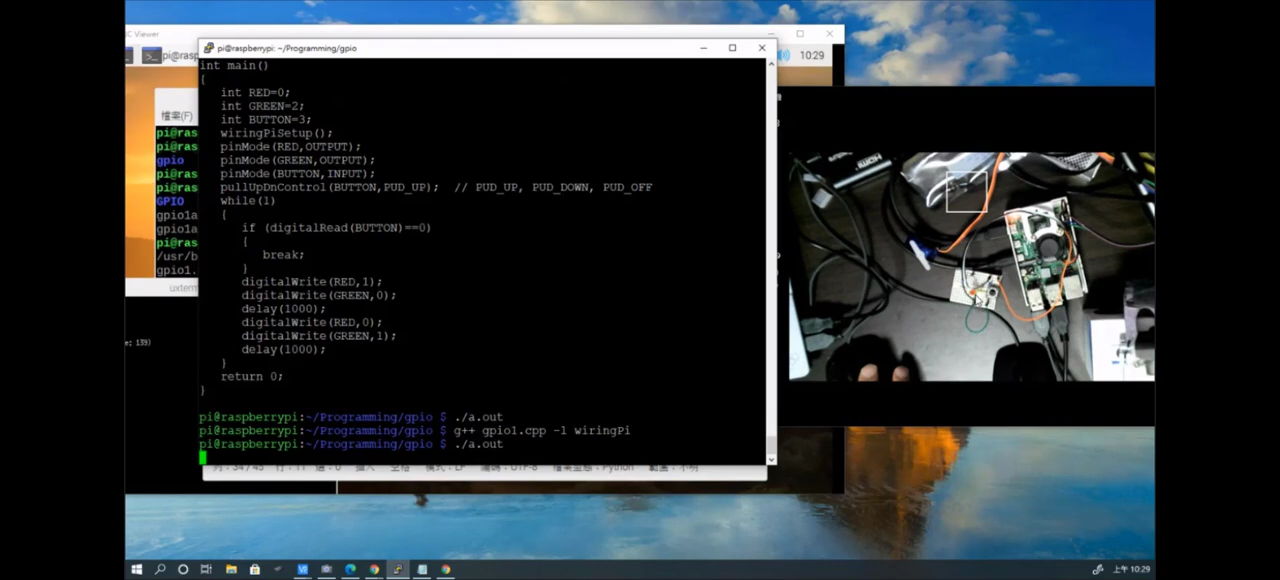 C Viewer
pi@rasp
10:29
pi@raspberrypi: ~/Programming/gpio
檔案(F)
pi@ras
pi@ras
gpio
pi@ras
pi@ras
GPIO
gpio1a
gpio1a
pi@ras
/usr/b
gpio1.
uxterm
int main()
{
int RED=0;
int GREEN=2;
int BUTTON=3;
wiringPiSetup();
pinMode(RED,OUTPUT);
pinMode(GREEN,OUTPUT);
pinMode(BUTTON,INPUT);
pullUpDnControl(BUTTON,PUD_UP);  // PUD_UP, PUD_DOWN, PUD_OFF
while(1)
{
if (digitalRead(BUTTON)==0)
{
break;
}
digitalWrite(RED,1);
digitalWrite(GREEN,0);
delay(1000);
digitalWrite(RED,0);
digitalWrite(GREEN,1);
delay(1000);
}
return 0;
}
pi@raspberrypi:~/Programming/gpio $ ./a.out
pi@raspberrypi:~/Programming/gpio $ g++ gpio1.cpp -l wiringPi
pi@raspberrypi:~/Programming/gpio $ ./a.out
e: 139)
HDMI
上午 10:29